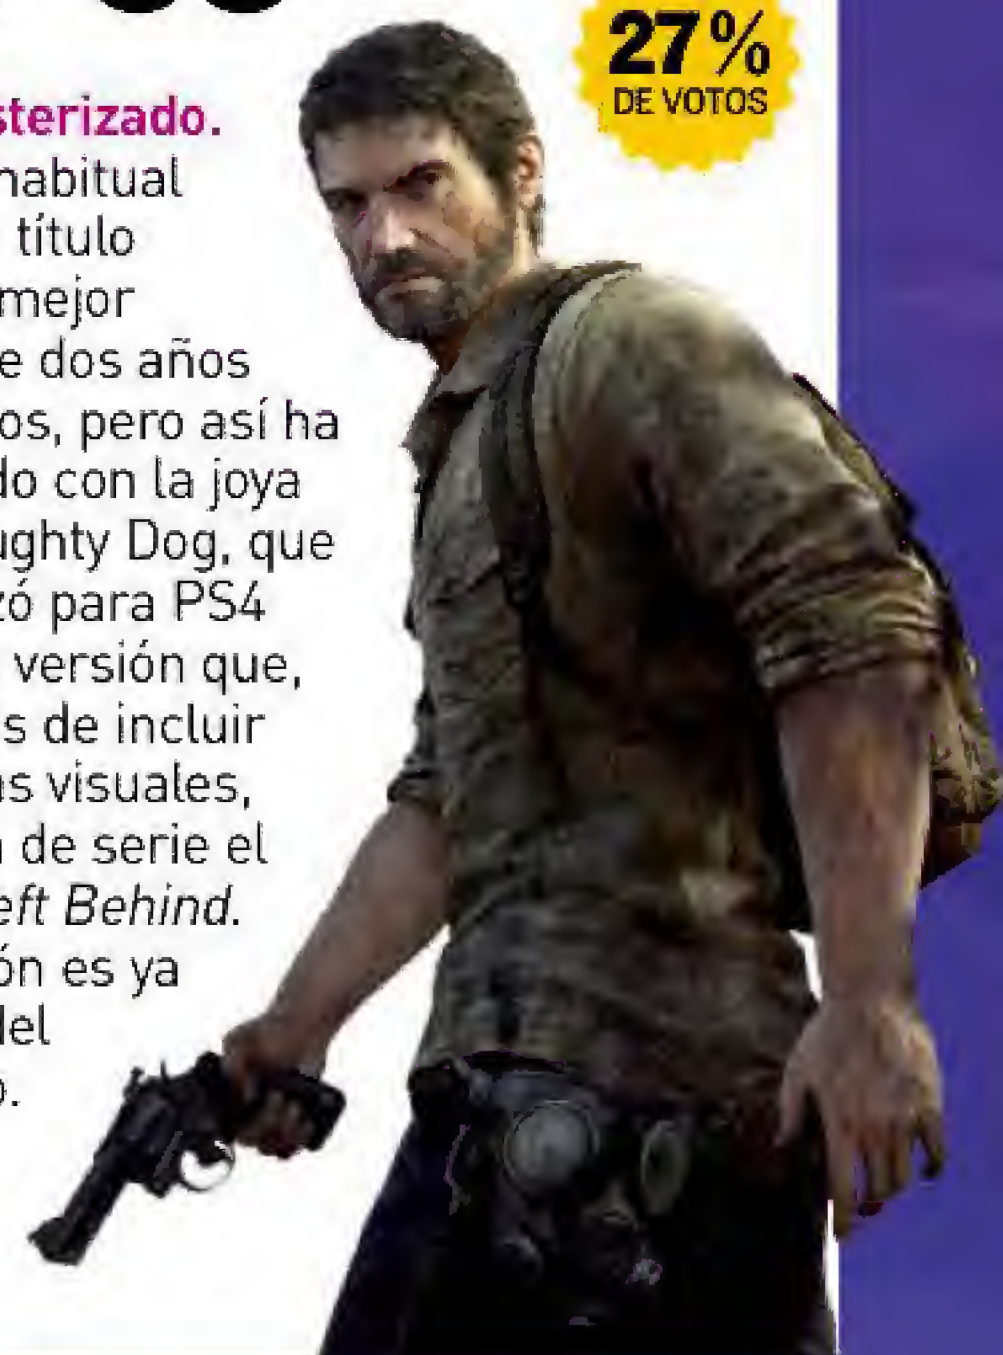 27%
DE VOTOS
sterizado.
habitual
título
mejor
e dos años
os, pero así ha
do con la joya
ughty Dog, que
zó para PS4
versión que,
s de incluir
as visuales,
de serie el
eft Behind.
ón es ya
del
o.